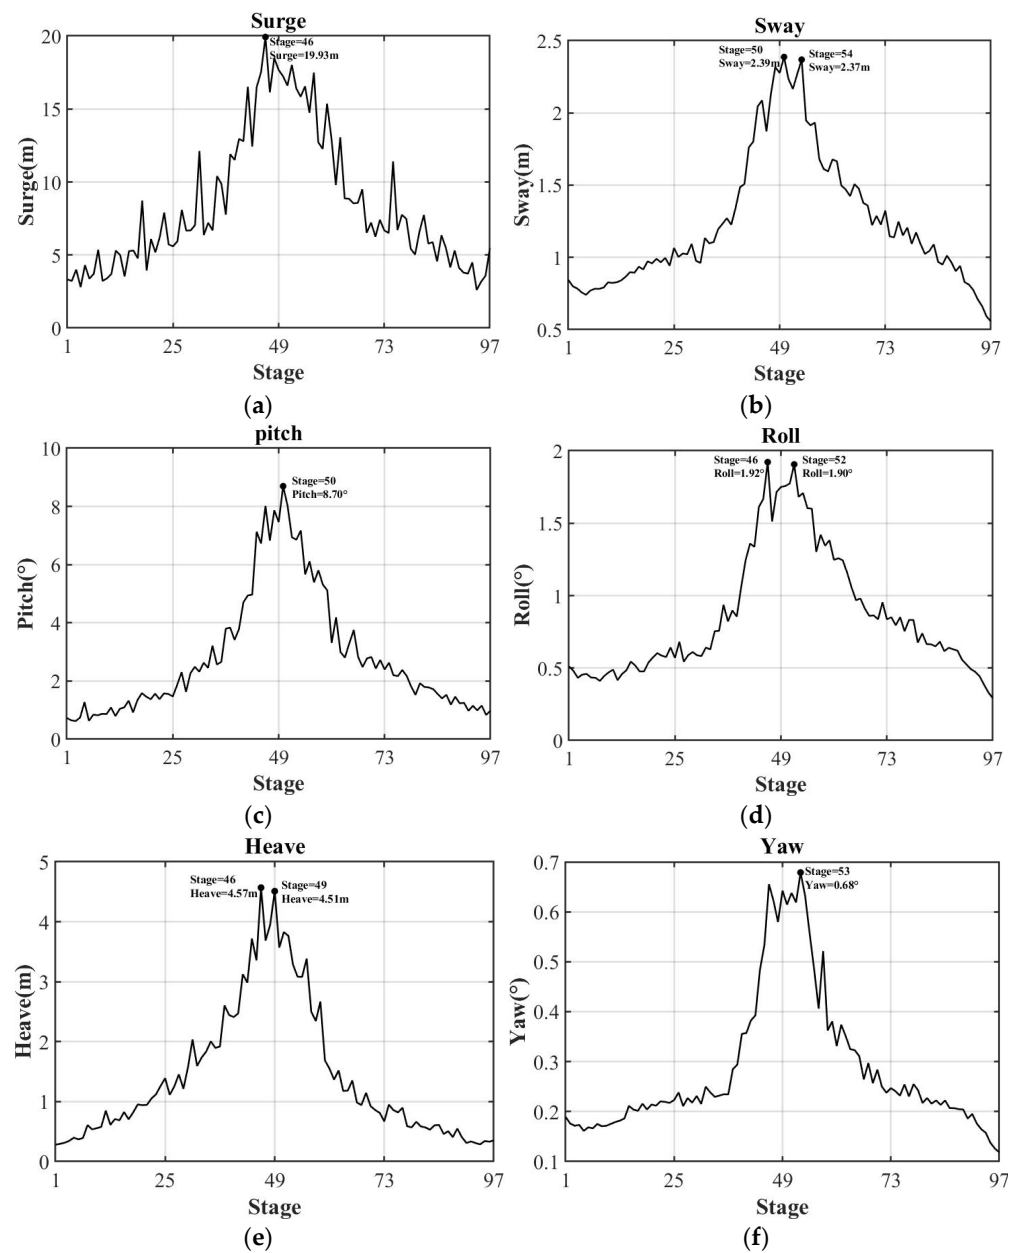 Surge
20
15
10
5
0
Surge(m)
Stage=46
Surge=19.93m
1 25 49 73 97
Stage
(a)
Sway
2.5
2
1.5
1
0.5
Sway(m)
Stage=50
Sway=2.39m
Stage=54
Sway=2.37m
1 25 49 73 97
Stage
(b)
pitch
10
8
6
4
2
0
Pitch(°)
Stage=50
Pitch=8.70°
1 25 49 73 97
Stage
(c)
Roll
2
1.5
1
0.5
0
Roll(°)
Stage=46
Roll=1.92°
Stage=52
Roll=1.90°
1 25 49 73 97
Stage
(d)
Heave
5
4
3
2
1
0
Heave(m)
Stage=46
Heave=4.57m
Stage=49
Heave=4.51m
1 25 49 73 97
Stage
(e)
Yaw
0.7
0.6
0.5
0.4
0.3
0.2
0.1
Yaw(°)
Stage=53
Yaw=0.68°
1 25 49 73 97
Stage
(f)